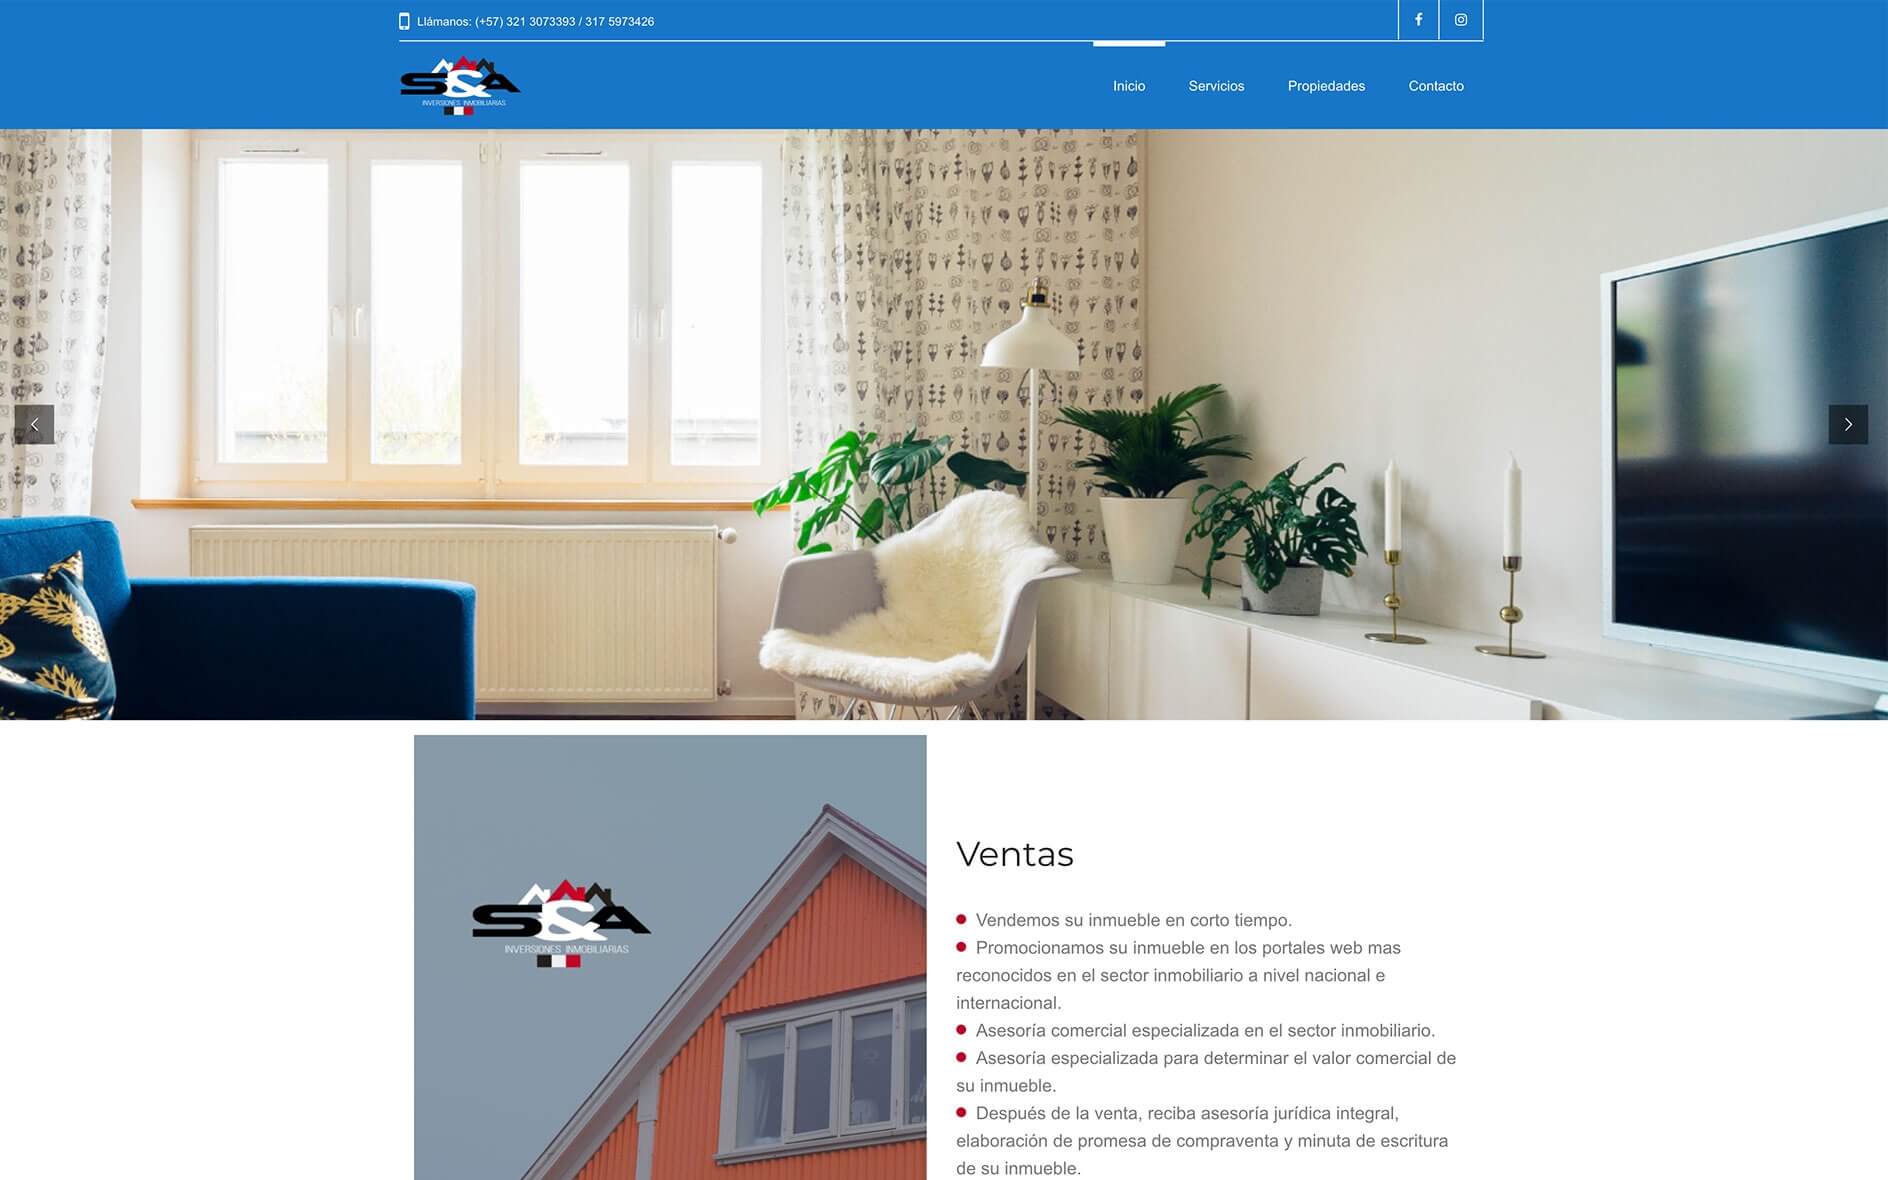 Llámanos: (+57) 321 3073393 / 317 5973426
S&A
INVERSIONES INMOBILIARIAS
Inicio Servicios Propiedades Contacto
S&A
INVERSIONES INMOBILIARIAS
Ventas
Vendemos su inmueble en corto tiempo.
Promocionamos su inmueble en los portales web mas
reconocidos en el sector inmobiliario a nivel nacional e
internacional.
Asesoría comercial especializada en el sector inmobiliario.
Asesoría especializada para determinar el valor comercial de
su inmueble.
Después de la venta, reciba asesoría jurídica integral,
elaboración de promesa de compraventa y minuta de escritura
de su inmueble.